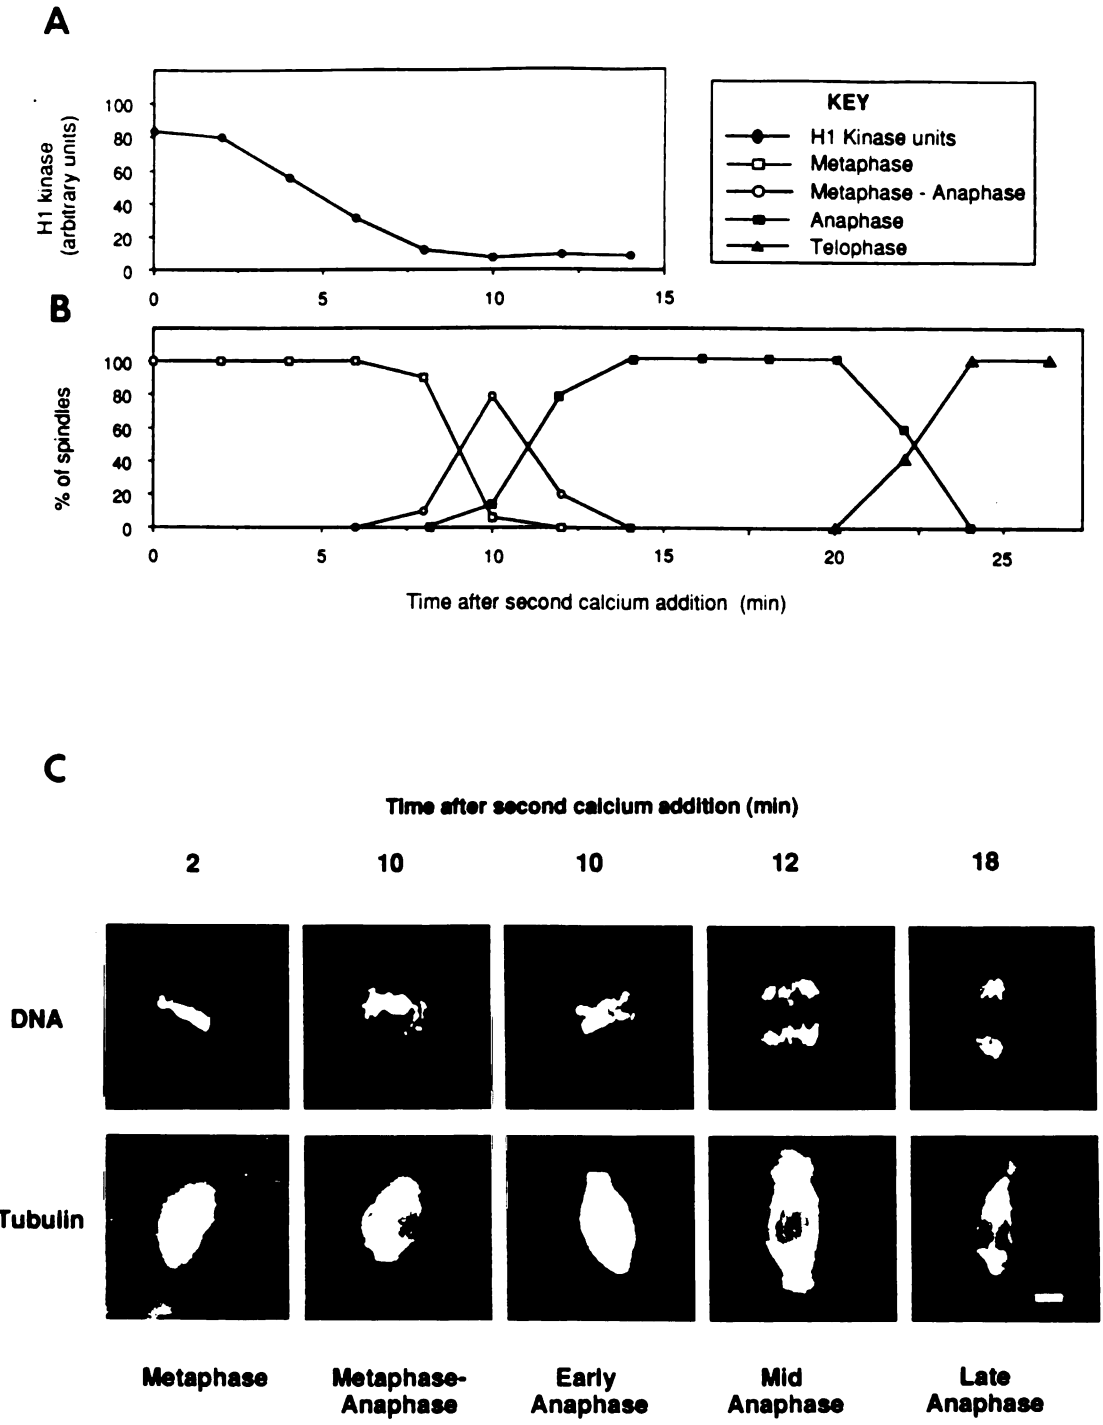 A
100
80
60
40
20
0
H1 kinase
(arbitrary units)
0 5 10 15
KEY
H1 Kinase units
Metaphase
Metaphase - Anaphase
Anaphase
Telophase
B
100
80
60
40
20
0
% of spindles
0 5 10 15 20 25
Time after second calcium addition (min)
C
Time after second calcium addition (min)
2 10 10 12 18
DNA
Tubulin
Metaphase Metaphase- Early Mid Late
Anaphase Anaphase Anaphase Anaphase